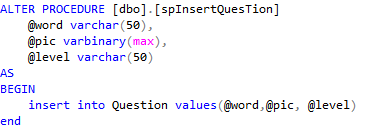 ALTER PROCEDURE [dbo].[spInsertQuesTion]
@word varchar(50),
@pic varbinary(max),
@level varchar(50)
AS
BEGIN
insert into Question values(@word,@pic, @level)
end